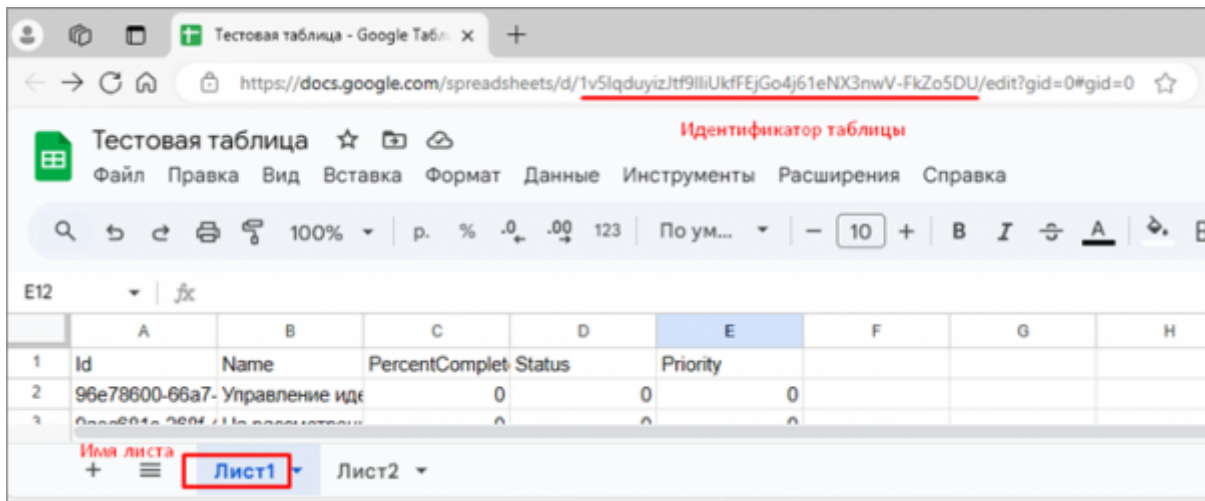 Тестовая таблица - Google Табл
https://docs.google.com/spreadsheets/d/1v5lqduyizJtf9lliUkfFEjGo4j61eNX3nwV-FkZo5DU/edit?gid=0#gid=0
Тестовая таблица
Идентификатор таблицы
Файл Правка Вид Вставка Формат Данные Инструменты Расширения Справка
100% р. % .0 .00 123 По ум... − 10 + B I A
E12 fx
A B C D E F G H
1 Id Name PercentComplet Status Priority
2 96e78600-66a7- Управление иде 0 0 0
3
Имя листа
+ Лист1 Лист2